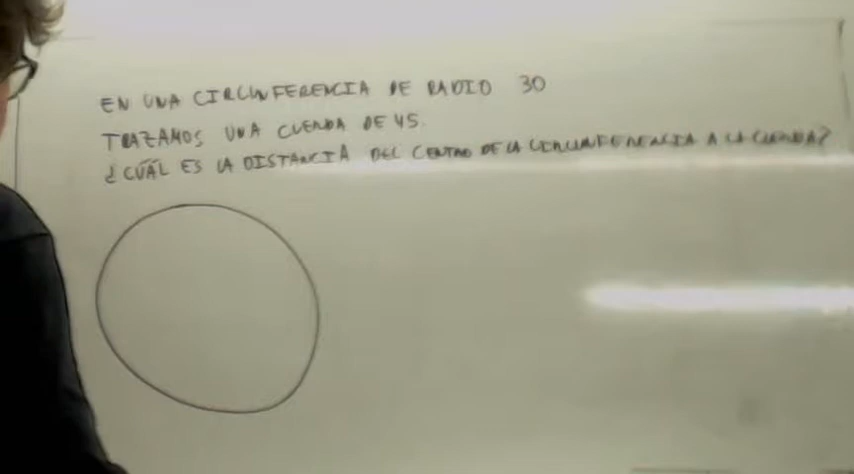 EN UNA CIRCUNFERENCIA DE RADIO 30
TRAZAMOS UNA CUERDA DE 45.
¿CUÁL ES LA DISTANCIA DEL CENTRO DE LA CIRCUNFERENCIA A LA CUERDA?